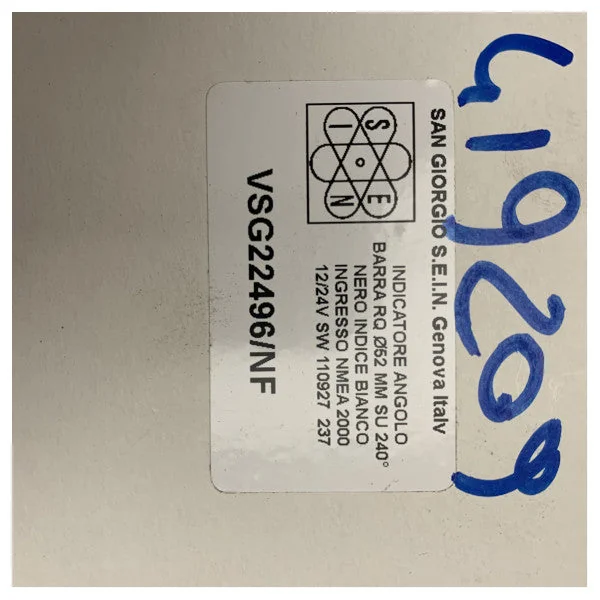 419209
SAN GIORGIO S.E.I.N. Genova Italy
S E
I N
INDICATORE ANGOLO
BARRA RQ Ø52 MM SU 240°
NERO INDICE BIANCO
INGRESSO NMEA 2000
12/24V SW 110927 237
VSG22496/NF